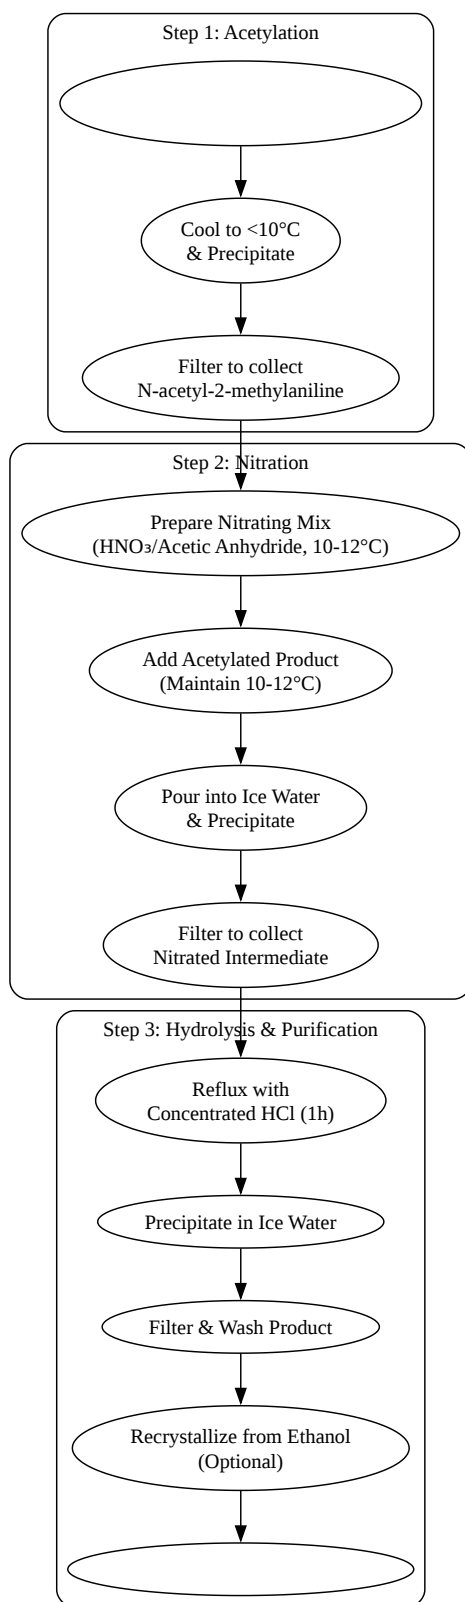 Step 1: Acetylation
Cool to <10°C
& Precipitate
Filter to collect
N-acetyl-2-methylaniline
Step 2: Nitration
Prepare Nitrating Mix
(HNO₃/Acetic Anhydride, 10-12°C)
Add Acetylated Product
(Maintain 10-12°C)
Pour into Ice Water
& Precipitate
Filter to collect
Nitrated Intermediate
Step 3: Hydrolysis & Purification
Reflux with
Concentrated HCl (1h)
Precipitate in Ice Water
Filter & Wash Product
Recrystallize from Ethanol
(Optional)